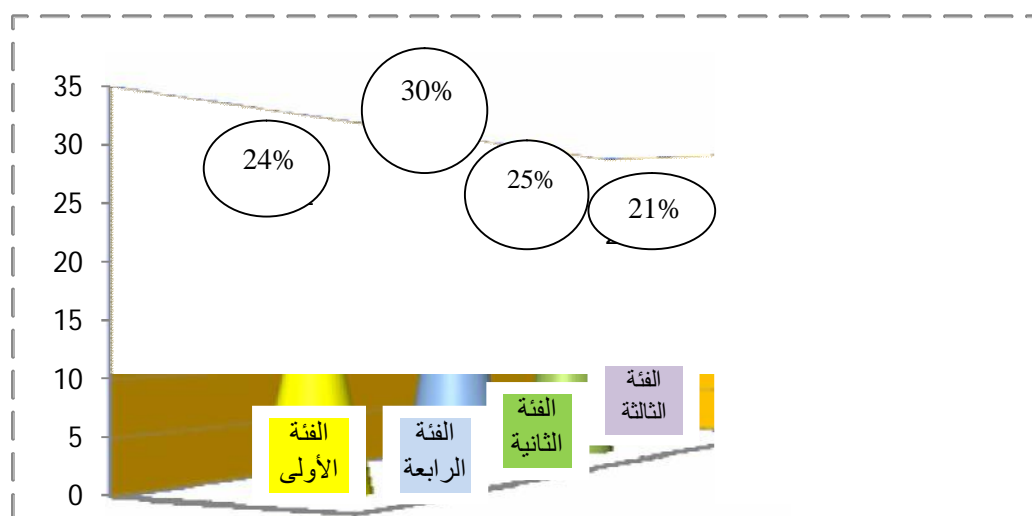 35
30%
30
24%
25%
25
21%
20
15
10
الفئة
الثالثة
الفئة
الثانية
الفئة
الأولى
الفئة
الرابعة
5
0